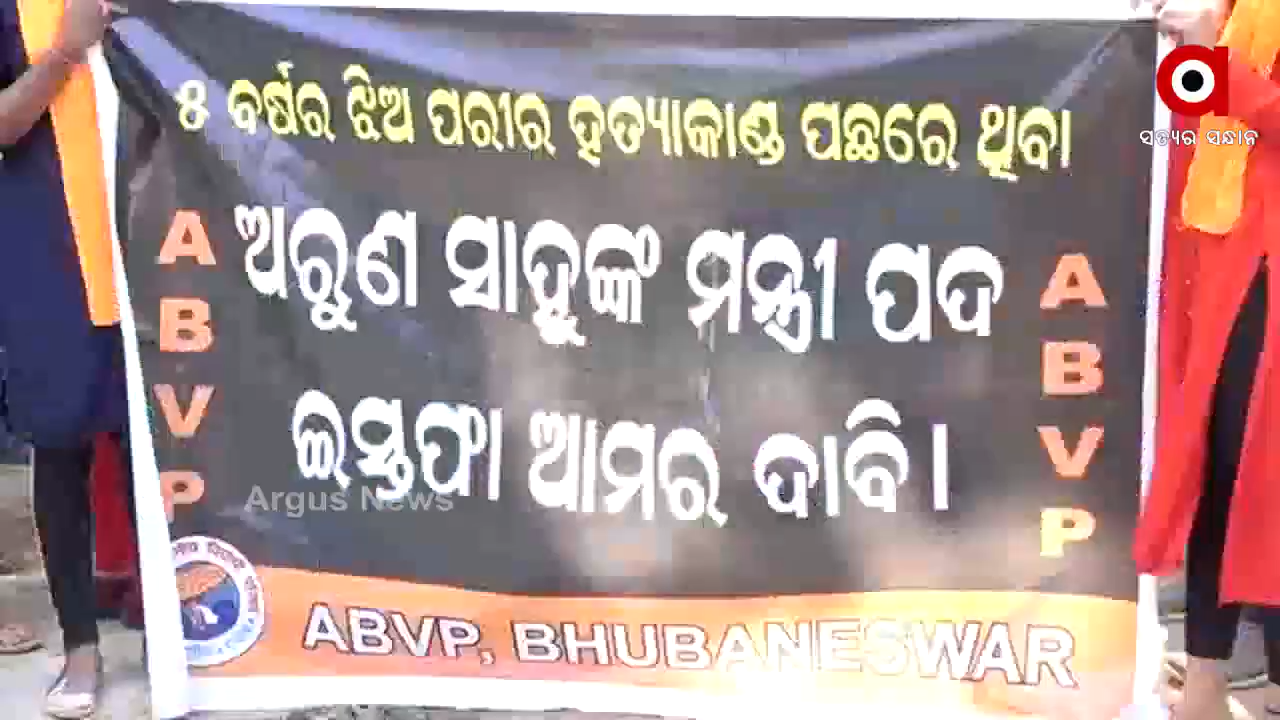 ୫ ବର୍ଷର ଝିଅ ପରୀର ହତ୍ୟାକାଣ୍ଡ ପଛରେ ଥିବା
ଅରୁଣ ସାହୁଙ୍କ ମନ୍ତ୍ରୀ ପଦ
ଇସ୍ତଫା ଆମର ଦାବି।
A
B
V
P
A
B
V
P
ABVP, BHUBANESWAR
Argus News
a
ସତ୍ୟର ସନ୍ଧାନ